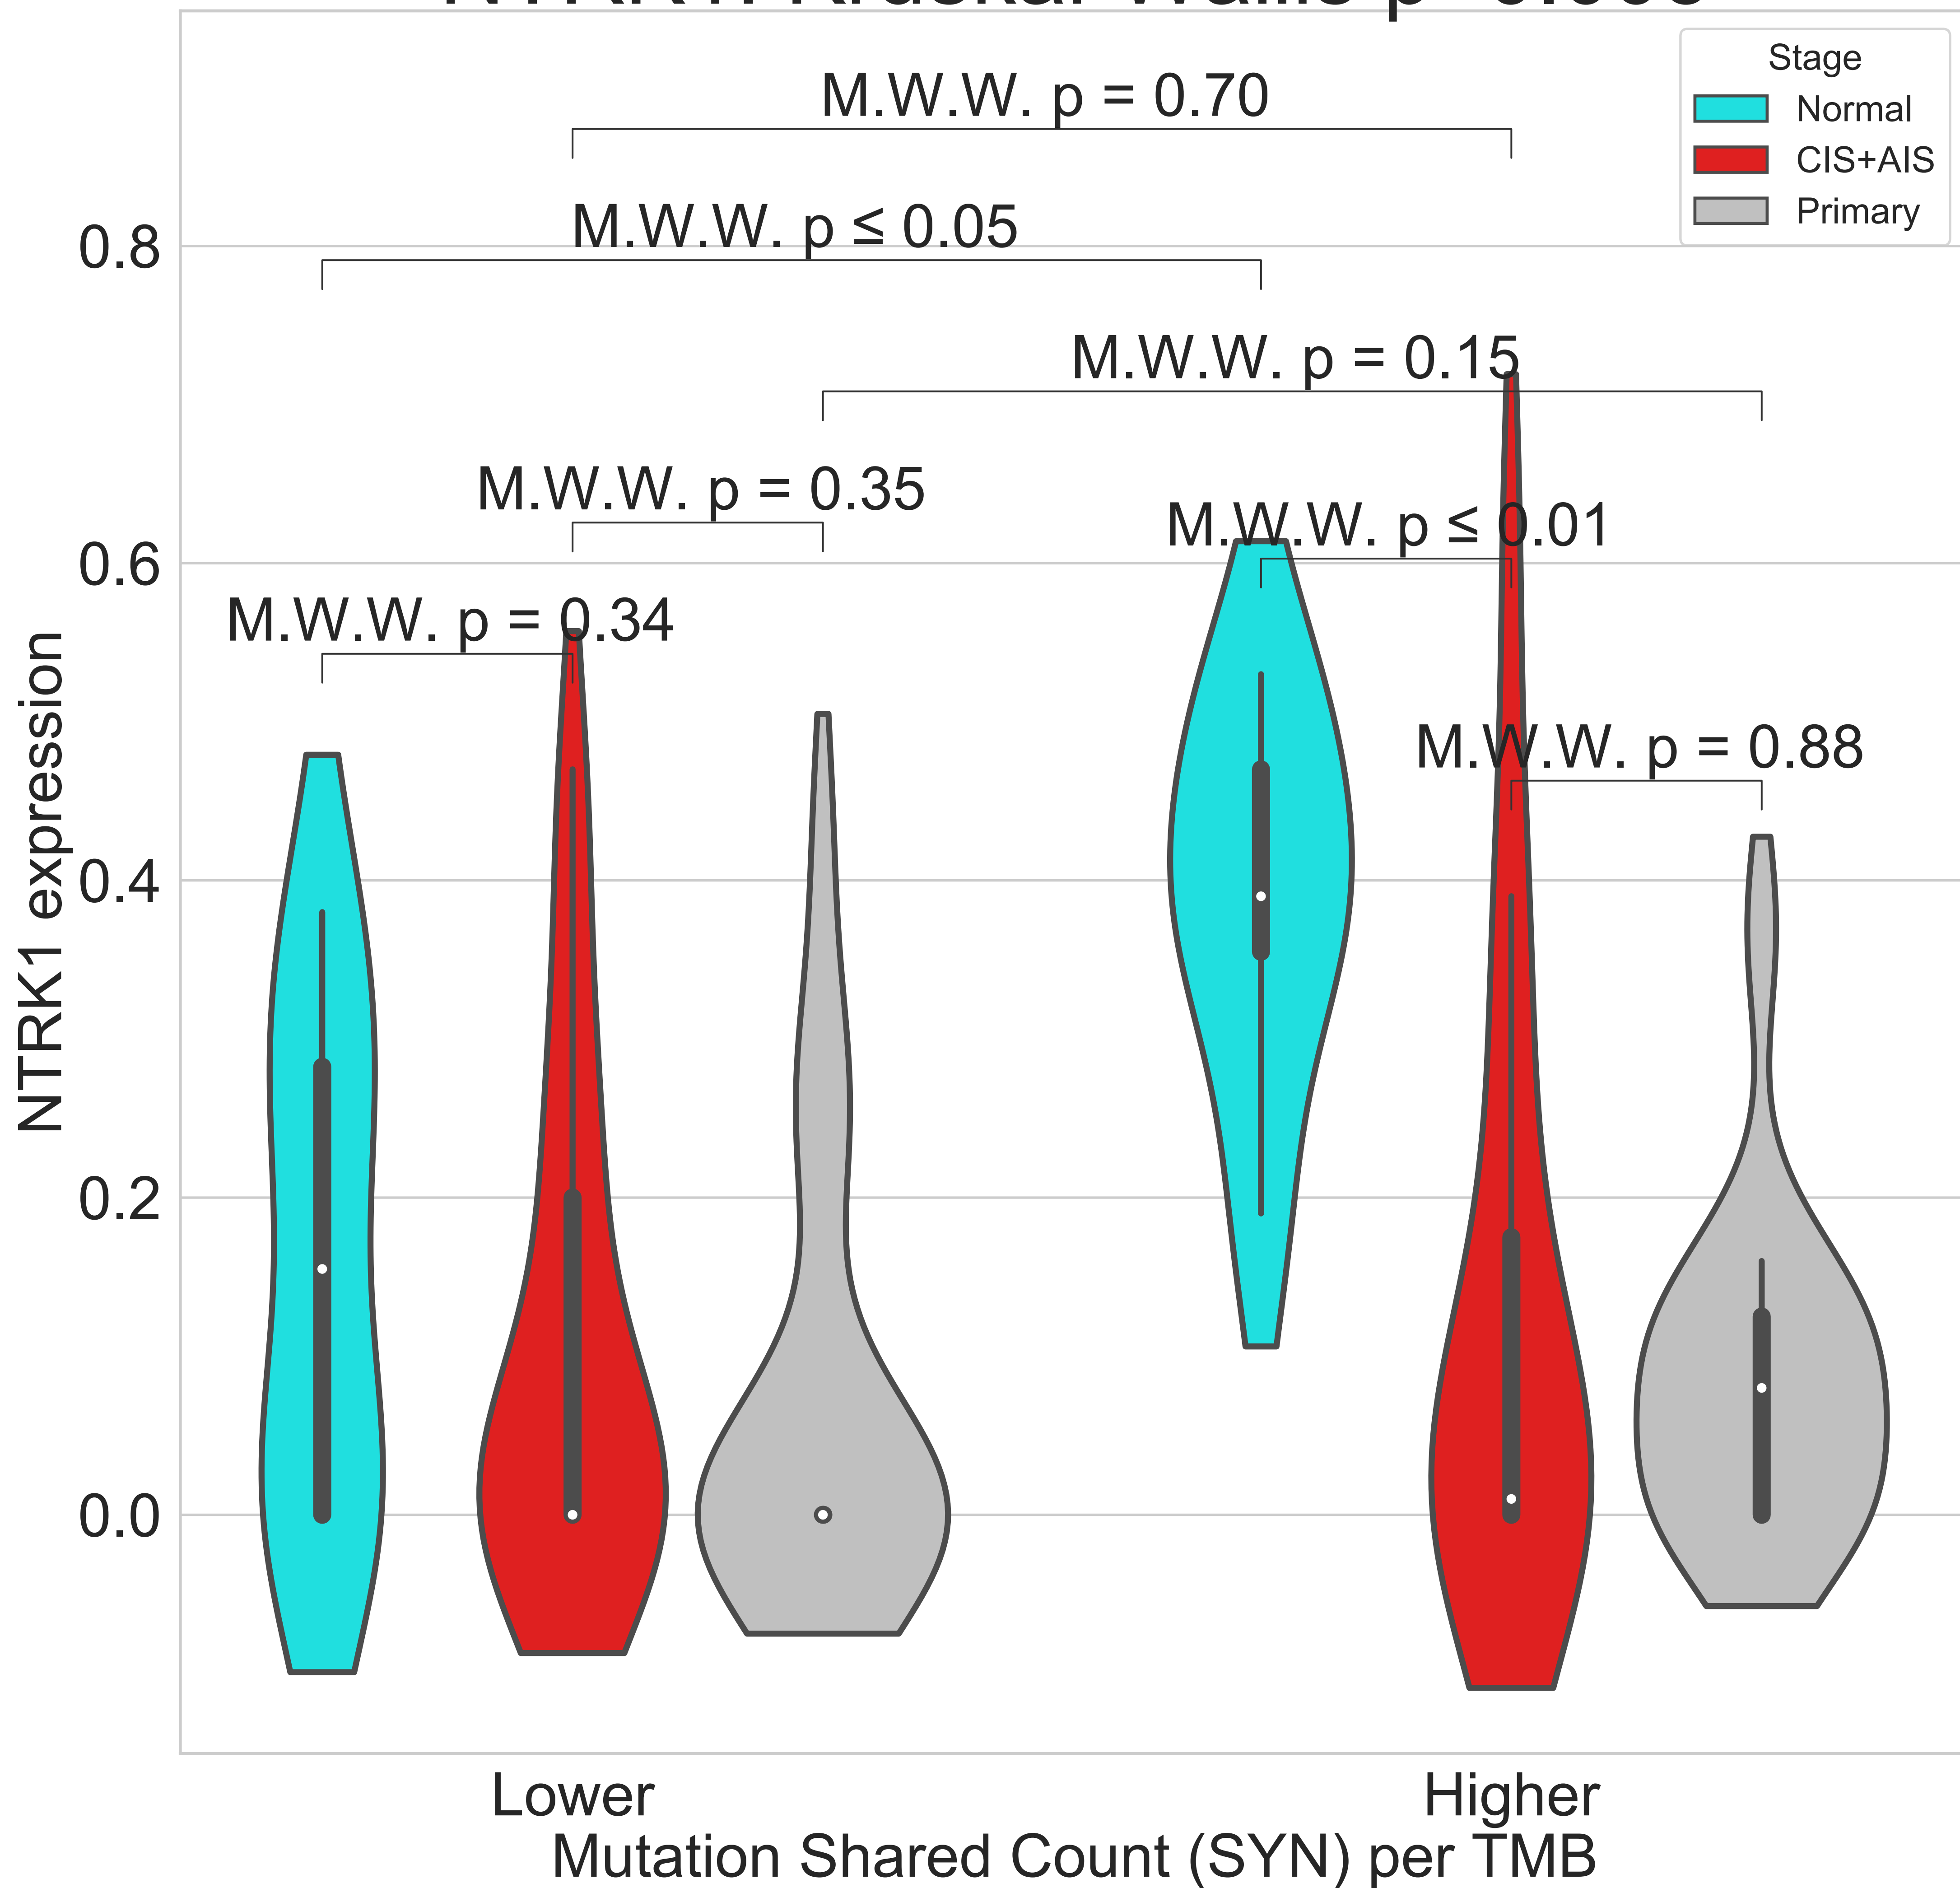 Stage
Normal
CIS+AIS
Primary
M.W.W. p = 0.70
M.W.W. p ≤ 0.05
M.W.W. p = 0.15
M.W.W. p = 0.35
M.W.W. p ≤ 0.01
M.W.W. p = 0.34
M.W.W. p = 0.88
0.8
0.6
0.4
0.2
0.0
NTRK1 expression
Lower
Higher
Mutation Shared Count (SYN) per TMB